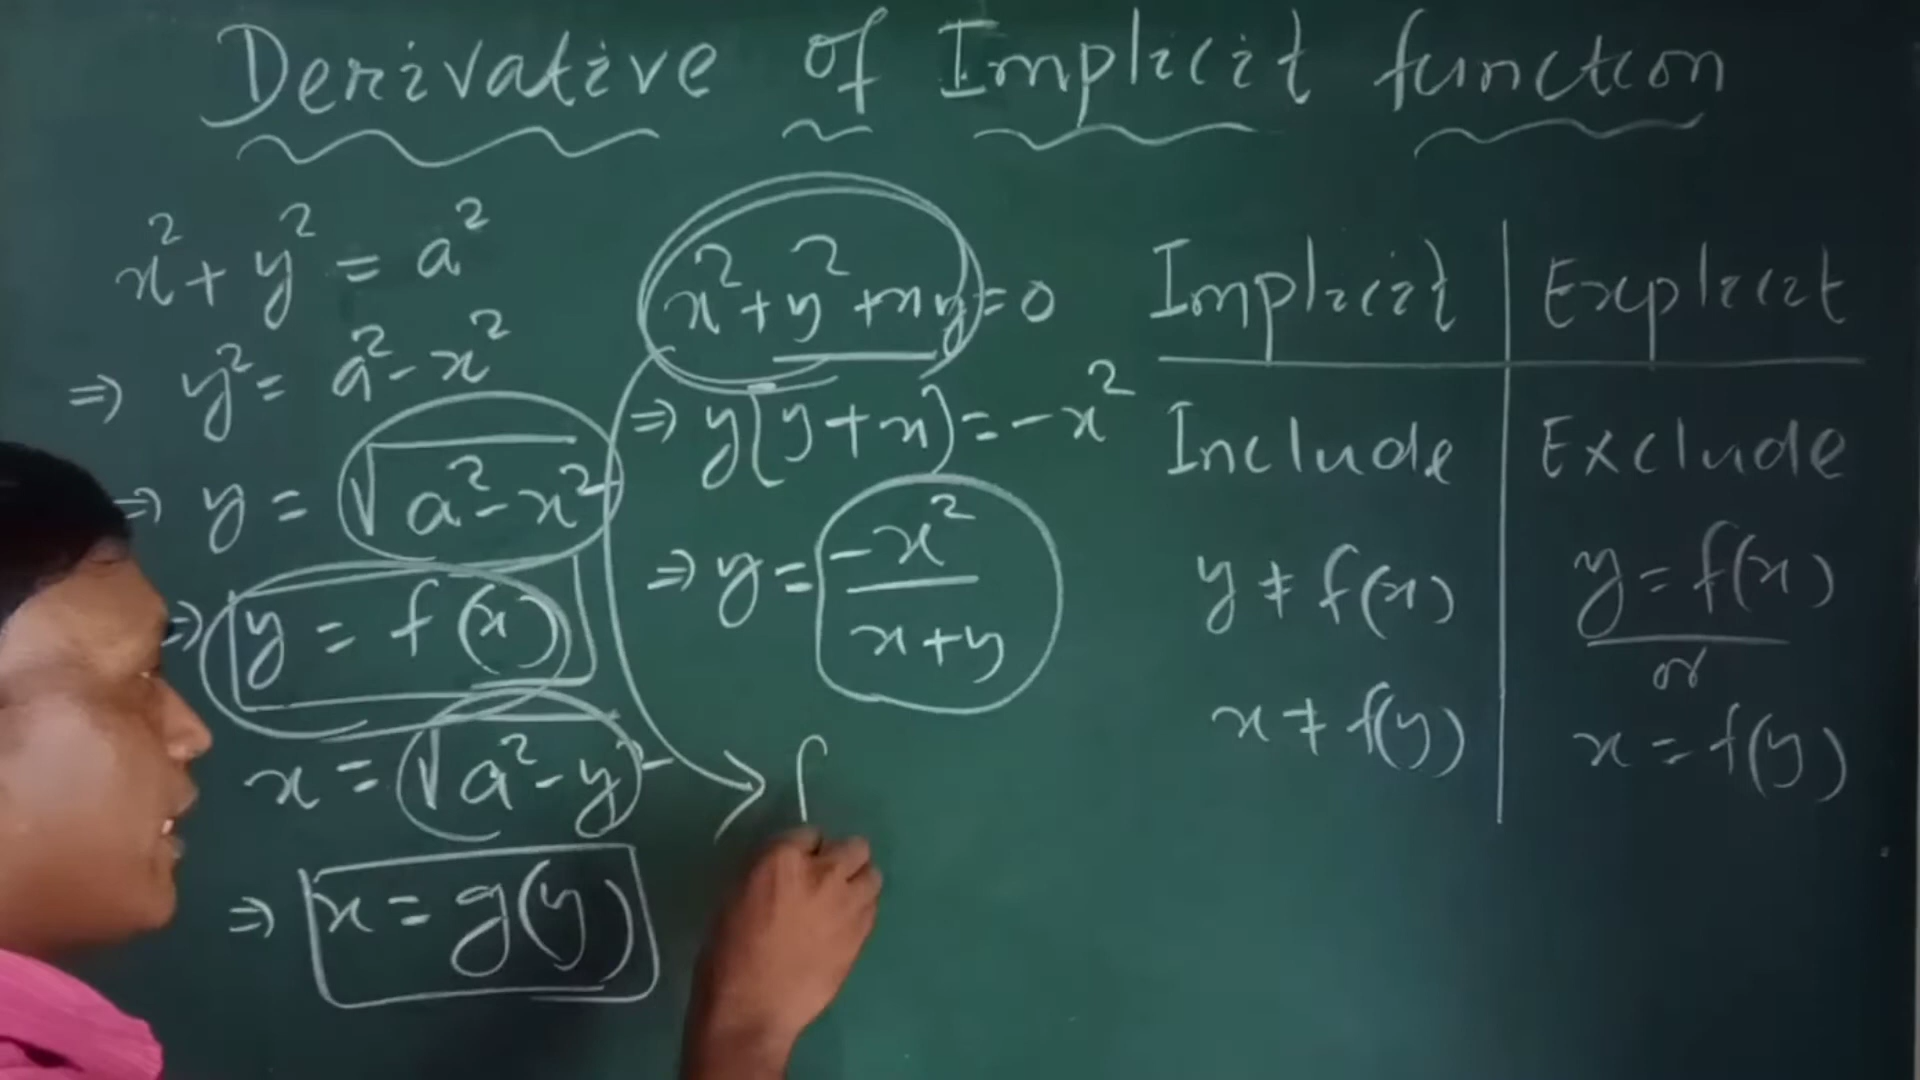 Derivative of Implicit function
x² + y² = a²
⇒ y² = a² - x²
⇒ y = √a² - x²
⇒ y = f(x)
x = √a² - y²
⇒ x = g(y)
x² + y² + xy = 0
⇒ y(y + x) = -x²
⇒ y = -x² / x + y
f
Implicit | Explicit
Include | Exclude
y ≠ f(x) | y = f(x)
or
x ≠ f(y) | x = f(y)